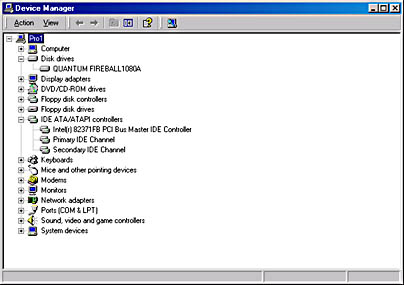 Device Manager
Action View
Pro1
Computer
Disk drives
QUANTUM FIREBALL1080A
Display adapters
DVD/CD-ROM drives
Floppy disk controllers
Floppy disk drives
IDE ATA/ATAPI controllers
Intel(r) 82371FB PCI Bus Master IDE Controller
Primary IDE Channel
Secondary IDE Channel
Keyboards
Mice and other pointing devices
Modems
Monitors
Network adapters
Ports (COM & LPT)
Sound, video and game controllers
System devices